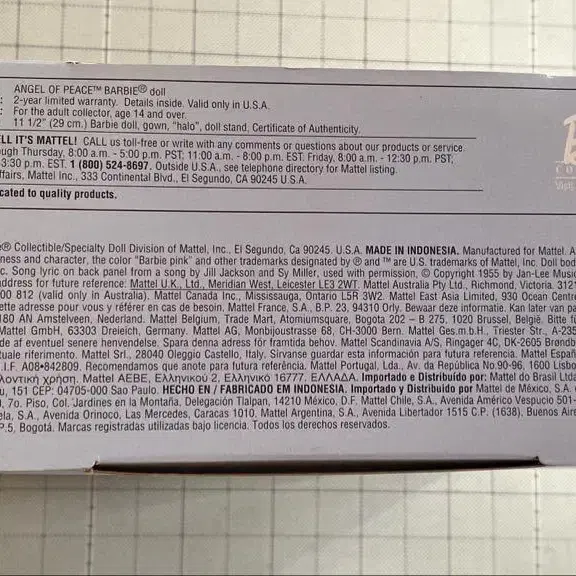 ANGEL OF PEACE™ BARBIE® doll
: 2-year limited warranty. Details inside. Valid only in U.S.A.
: For the adult collector, age 14 and over.
: 11 1/2" (29 cm.) Barbie doll, gown, "halo", doll stand, Certificate of Authenticity.
ELL IT'S MATTEL! CALL us toll-free or write with any comments or questions about our products or service
ough Thursday, 8:00 a.m. - 5:00 p.m. PST; 11:00 a.m. - 8:00 p.m. EST. Friday, 8:00 a.m. - 12:30 p.m. PST;
3:30 p.m. EST. 1 (800) 524-8697. Outside U.S.A., see telephone directory for Mattel listing.
ffairs, Mattel Inc., 333 Continental Blvd., El Segundo, CA 90245 U.S.A.
cated to quality products.
B
CO
Visit
e® Collectible/Specialty Doll Division of Mattel, Inc., El Segundo, CA 90245. U.S.A. MADE IN INDONESIA. Manufactured for Mattel. A
ness and character, the color "Barbie pink" and other trademarks designated by ® and ™ are U.S. trademarks of Mattel, Inc. Doll bod
c. Song lyric on back panel from a song by Jill Jackson and Sy Miller, used with permission, © Copyright 1955 by Jan-Lee Music
address for future reference: Mattel U.K., Ltd., Meridian West, Leicester LE3 2WT. Mattel Australia Pty Ltd., Richmond, Victoria. 3121
00 812 (valid only in Australia). Mattel Canada Inc., Mississauga, Ontario L5R 3W2. Mattel East Asia Limited, 930 Ocean Centre
ette adresse pour vous y référer en cas de besoin. Mattel France, S.A., B.P. 23, 94310 Orly. Bewaar deze informatie. Kan later van pa
180 AN Amstelveen, Nederland. Mattel Belgium, Trade Mart, Atomiumsquare, Bogota 202 – B 275, 1020 Brussel, België. Bitte f
Mattel GmbH, 63303 Dreieich, Germany. Mattel AG, Monbijoustrasse 68, CH-3000 Bern. Mattel Ges.m.b.H., Triester Str., A-235
de af eventuel senere henvendelse. Spara denna adress för framtida behov. Mattel Scandinavia A/S, Ringager 4C, DK-2605 Brøndb
tuale riferimento. Mattel Srl., 28040 Oleggio Castello, Italy. Sírvanse guardar esta información para futura referencia. Mattel Españ
.I.F. A08•842809. Recomendamos que anote para futura referência. Mattel Portugal, Lda., Av. da República No.90-96, 1600 Lisbo
λοντική χρήση. Mattel AEBE, Ελληνικού 2, Ελληνικό 16777. ΕΛΛΑΔΑ. Importado e Distribuido por: Mattel do Brasil Ltda
u, 151 CEP: 04705-000 Sao Paulo. HECHO EN / FABRICADO EM INDONESIA. Importado y Distribuido por Mattel de México, S.A.
l, 7o. Piso, Col. Jardines en la Montaña, Delegación Tlalpan, 14210 México, D.F. Mattel Chile, S.A., Avenida Américo Vespucio 501-
ela, S.A., Avenida Orinoco, Las Mercedes, Caracas 1010. Mattel Argentina, S.A., Avenida Libertador 1515 C.P. (1638), Buenos Aire
P.5, Bogotá. Marcas registradas utilizadas bajo licencia. Todos los derechos reservados.